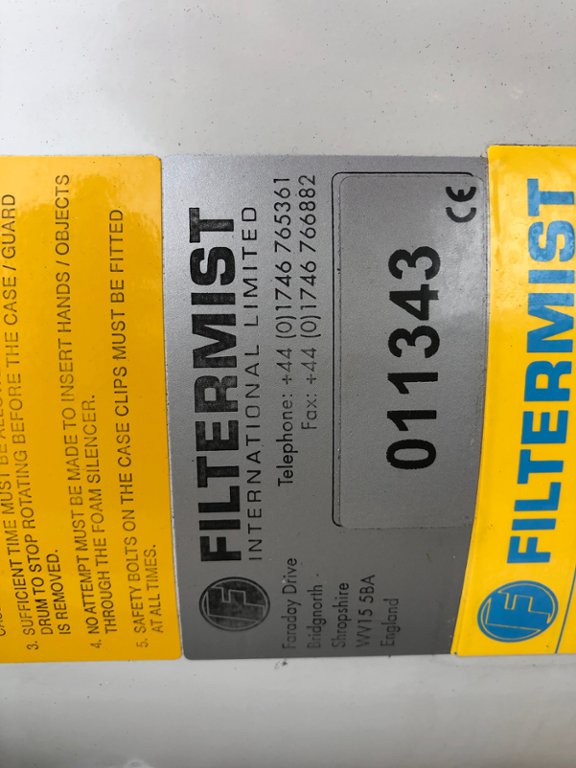 3. SUFFICIENT TIME MUST BE
DRUM TO STOP ROTATING BEFORE THE CASE / GUARD
IS REMOVED.
4. NO ATTEMPT MUST BE MADE TO INSERT HANDS / OBJECTS
THROUGH THE FOAM SILENCER.
5. SAFETY BOLTS ON THE CASE CLIPS MUST BE FITTED
AT ALL TIMES.
F FILTERMIST
INTERNATIONAL LIMITED
Faraday Drive
Bridgnorth
Shropshire
WV15 5BA
England
Telephone: +44 (0)1746 765361
Fax: +44 (0)1746 766882
011343
CE
F FILTERMIST